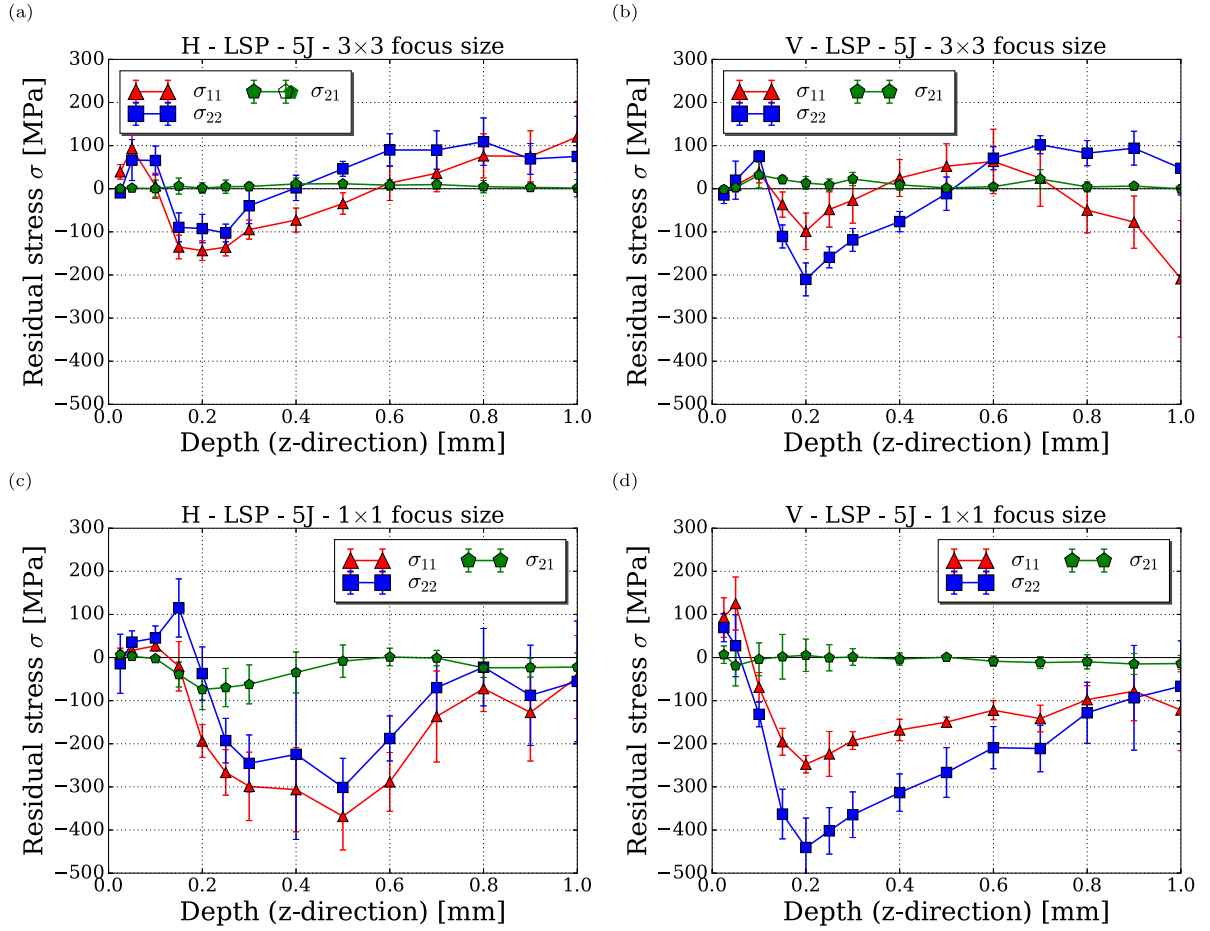 (a)
H - LSP - 5J - 3×3 focus size
Residual stress σ [MPa]
300
200
100
0
−100
−200
−300
−400
−500
σ11
σ22
σ21
0.0 0.2 0.4 0.6 0.8 1.0
Depth (z-direction) [mm]
(b)
V - LSP - 5J - 3×3 focus size
Residual stress σ [MPa]
300
200
100
0
−100
−200
−300
−400
−500
σ11
σ22
σ21
0.0 0.2 0.4 0.6 0.8 1.0
Depth (z-direction) [mm]
(c)
H - LSP - 5J - 1×1 focus size
Residual stress σ [MPa]
300
200
100
0
−100
−200
−300
−400
−500
σ11
σ22
σ21
0.0 0.2 0.4 0.6 0.8 1.0
Depth (z-direction) [mm]
(d)
V - LSP - 5J - 1×1 focus size
Residual stress σ [MPa]
300
200
100
0
−100
−200
−300
−400
−500
σ11
σ22
σ21
0.0 0.2 0.4 0.6 0.8 1.0
Depth (z-direction) [mm]